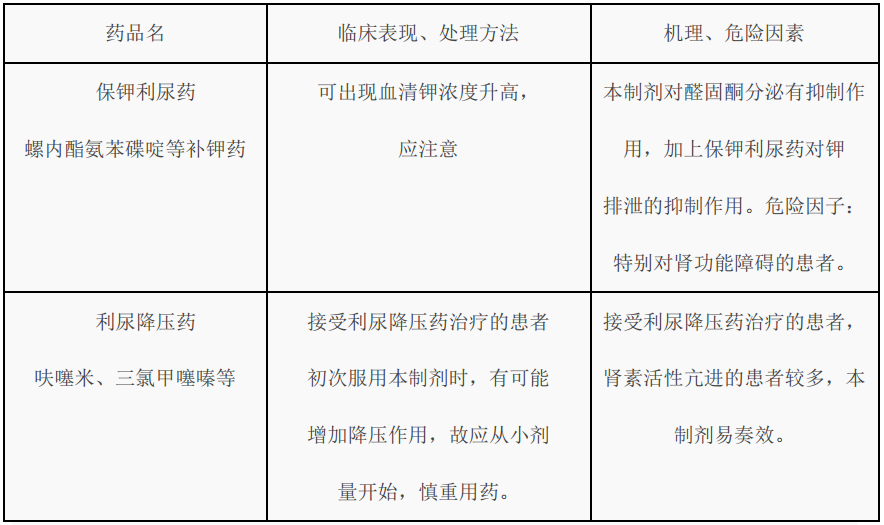 药品名
临床表现、处理方法
机理、危险因素
保钾利尿药
螺内酯氨苯碟啶等补钾药
可出现血清钾浓度升高，
应注意
本制剂对醛固酮分泌有抑制作
用，加上保钾利尿药对钾
排泄的抑制作用。危险因子：
特别对肾功能障碍的患者。
利尿降压药
呋噻米、三氯甲噻嗪等
接受利尿降压药治疗的患者
初次服用本制剂时，有可能
增加降压作用，故应从小剂
量开始，慎重用药。
接受利尿降压药治疗的患者，
肾素活性亢进的患者较多，本
制剂易奏效。